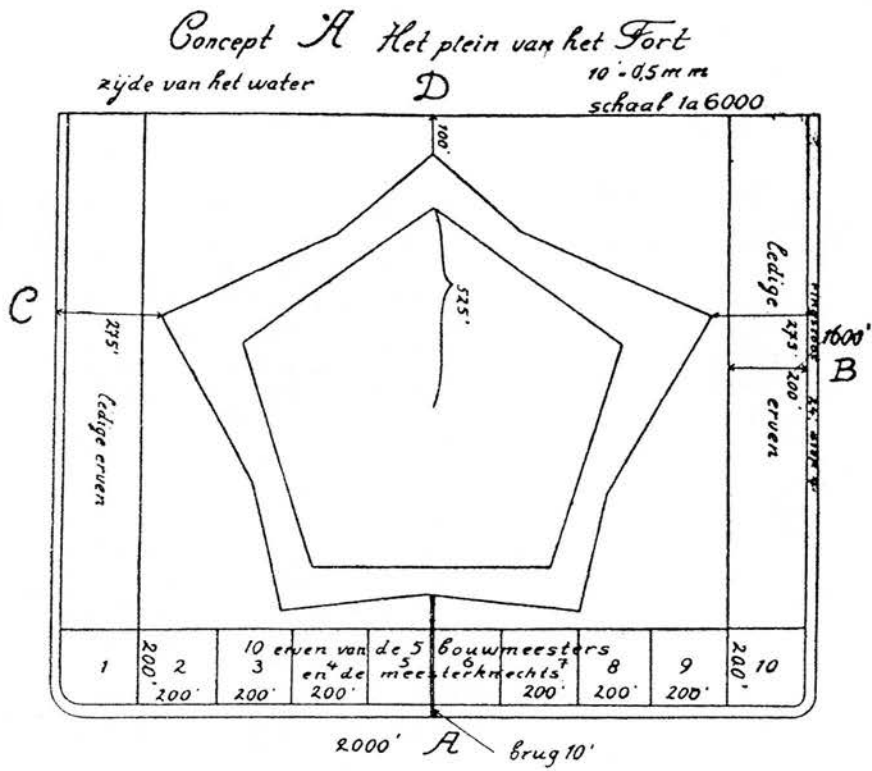 Concept A Het plein van het Fort
zijde van het water
10' = 0,5 mm
schaal 1 a 6000
D
100'
C
525'
ledige
275'
275'
1600'
200'
B
ledige erven
erven
10 erven van de 5 bouwmeesters
en de meesterknechts
1
2
3
4
5
6
7
8
9
10
200'
200'
200'
200'
200'
200'
200'
200'
2000'
A
brug 10'